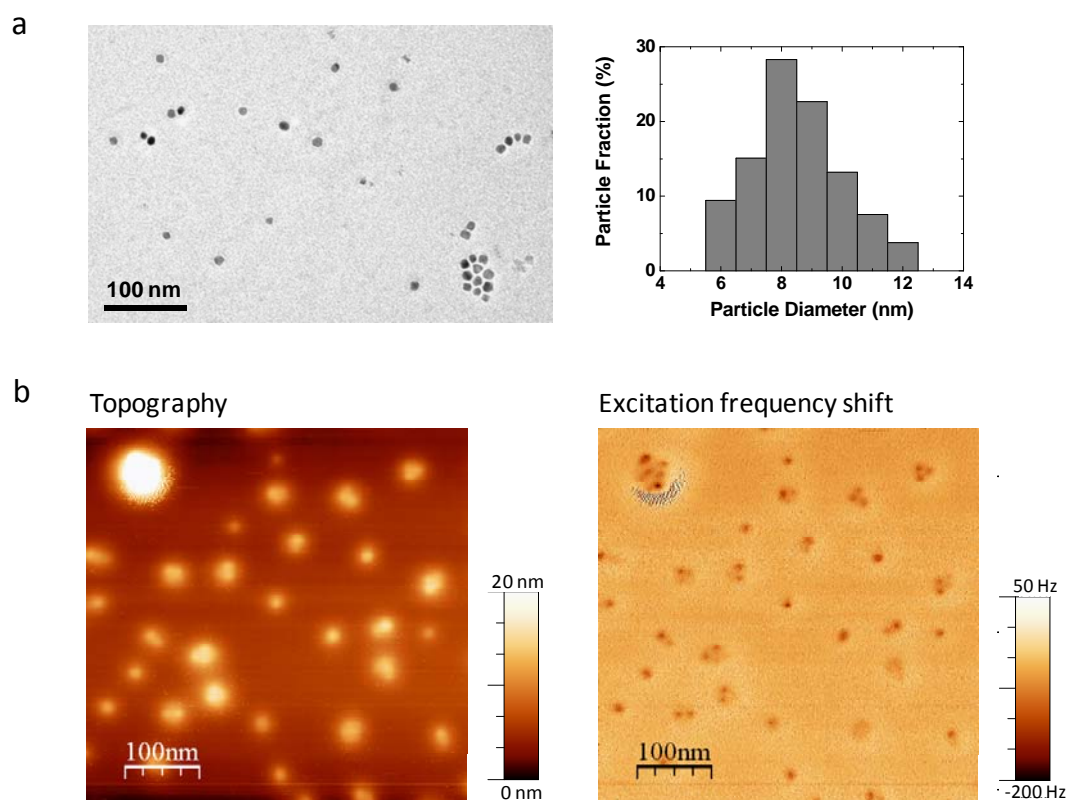 a
100 nm
Particle Fraction (%)
30
20
10
0
4 6 8 10 12 14
Particle Diameter (nm)
b
Topography
Excitation frequency shift
20 nm
0 nm
100nm
50 Hz
-200 Hz
100nm